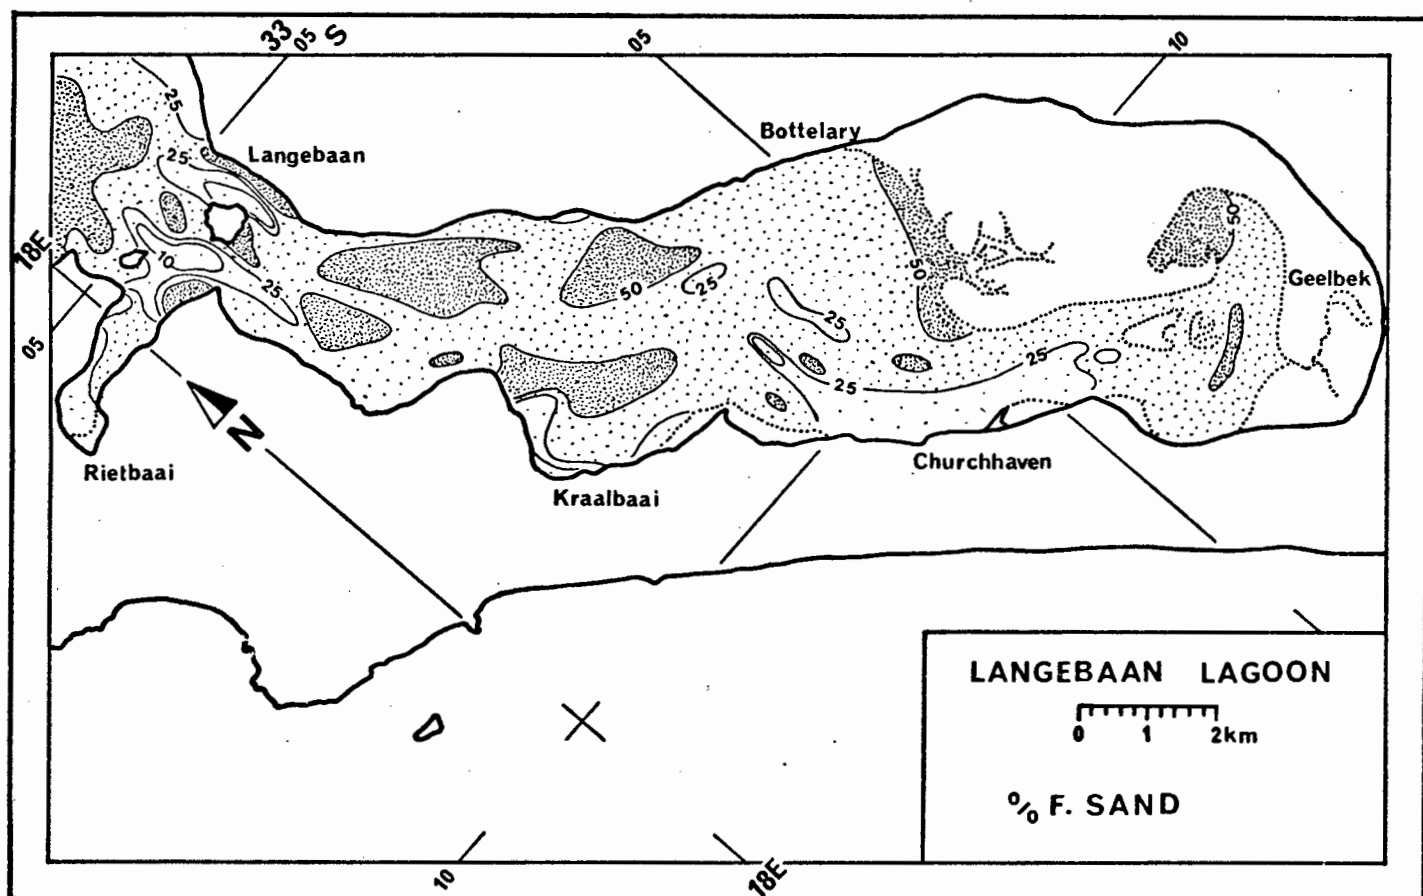 33 05 S
05
10
Bottelary
25
Langebaan
25
50
18E
10
25
50
25
50
Geelbek
05
25
25
25
N
Rietbaai
Churchhaven
Kraalbaai
LANGEBAAN LAGOON
0 1 2km
% F. SAND
10
18E